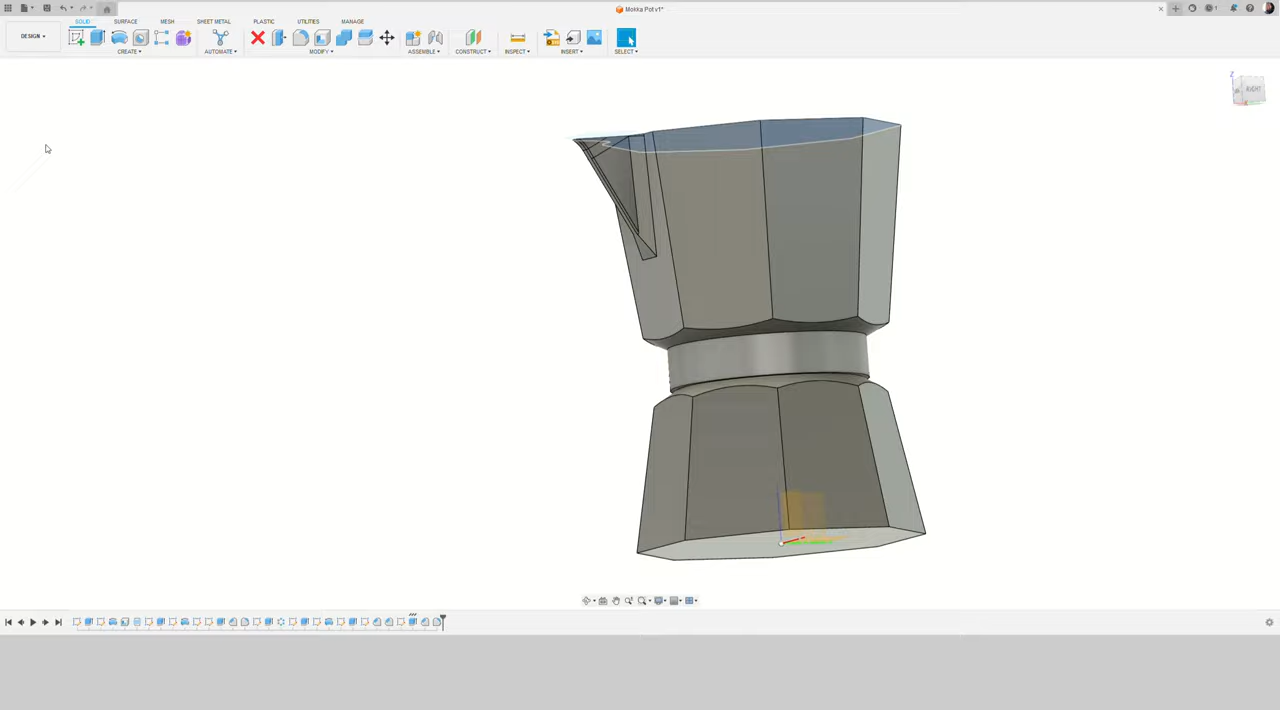 Mokka Pot v1*
SOLID SURFACE MESH SHEET METAL PLASTIC UTILITIES MANAGE
DESIGN
CREATE AUTOMATE MODIFY ASSEMBLE CONSTRUCT INSPECT INSERT SELECT
Z
RIGHT